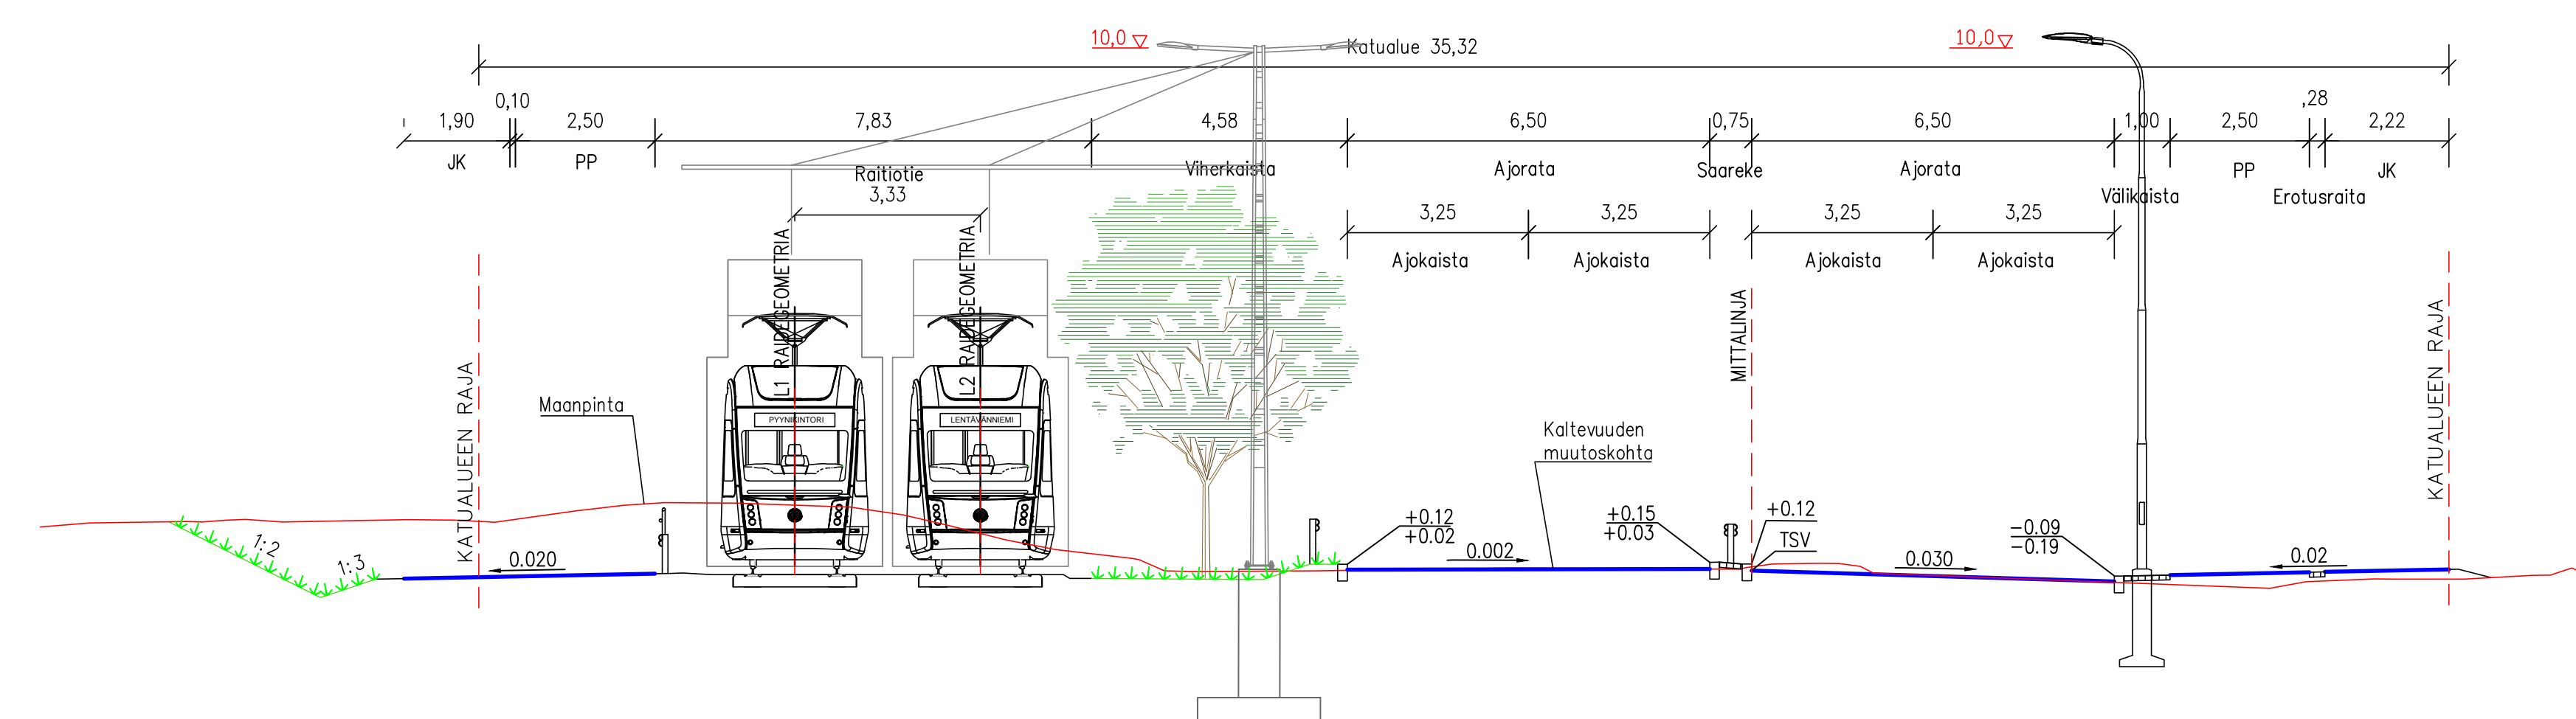 10,0
Katualue 35,32
10,0
0,10
,28
1,90
2,50
7,83
4,58
6,50
0,75
6,50
1,00
2,50
2,22
JK
PP
Raitiotie
Viherkaista
Ajorata
Saareke
Ajorata
Välikaista
PP
Erotusraita
JK
3,33
3,25
3,25
3,25
3,25
Ajokaista
Ajokaista
Ajokaista
Ajokaista
L1 RAIDEGEOMETRIA
L2 RAIDEGEOMETRIA
MITTALINJA
KATUALUEEN RAJA
KATUALUEEN RAJA
Maanpinta
PYYNIKINTORI
LENTÄVÄNNIEMI
Kaltevuuden
muutoskohta
1:2
1:3
0.020
+0.12
+0.02
0.002
+0.15
+0.03
+0.12
TSV
0.030
-0.09
-0.19
0.02